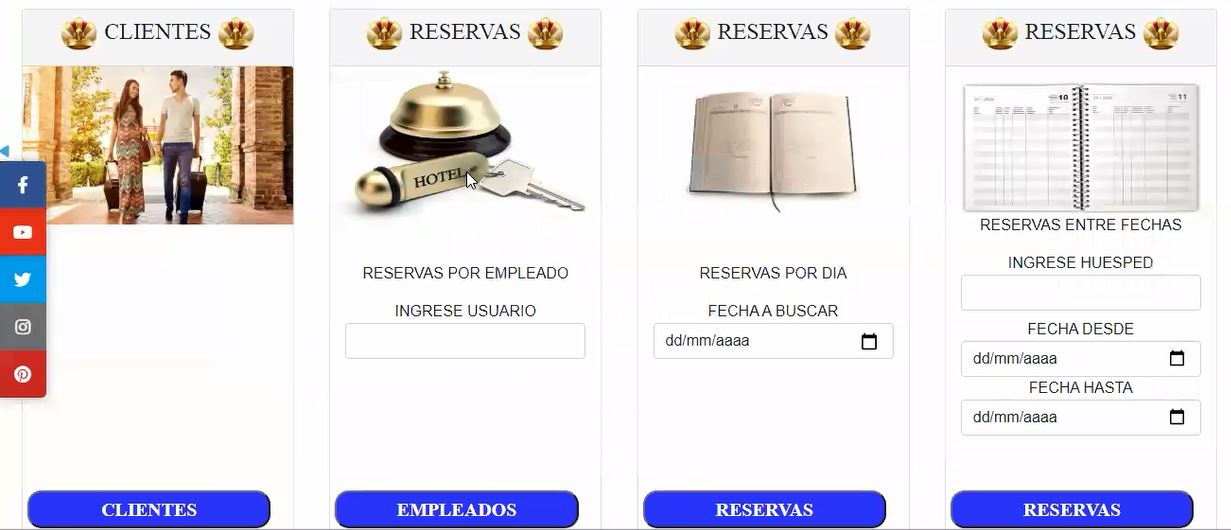 CLIENTES
CLIENTES
RESERVAS
HOTEL
RESERVAS POR EMPLEADO
INGRESE USUARIO
EMPLEADOS
RESERVAS
RESERVAS POR DIA
FECHA A BUSCAR
dd/mm/aaaa
RESERVAS
RESERVAS
10
11
RESERVAS ENTRE FECHAS
INGRESE HUESPED
FECHA DESDE
dd/mm/aaaa
FECHA HASTA
dd/mm/aaaa
RESERVAS